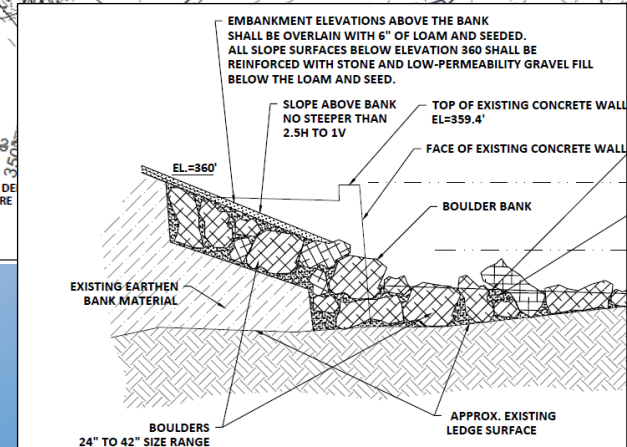 EMBANKMENT ELEVATIONS ABOVE THE BANK
SHALL BE OVERLAIN WITH 6" OF LOAM AND SEEDED.
ALL SLOPE SURFACES BELOW ELEVATION 360 SHALL BE
REINFORCED WITH STONE AND LOW-PERMEABILITY GRAVEL FILL
BELOW THE LOAM AND SEED.
SLOPE ABOVE BANK
NO STEEPER THAN
2.5H TO 1V
TOP OF EXISTING CONCRETE WALL
EL=359.4'
FACE OF EXISTING CONCRETE WALL
350
DE
RE
EL.=360'
BOULDER BANK
EXISTING EARTHEN
BANK MATERIAL
BOULDERS
24" TO 42" SIZE RANGE
APPROX. EXISTING
LEDGE SURFACE